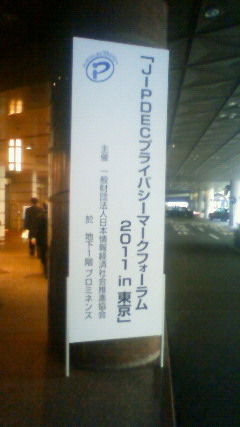 「JIPDECプライバシーマークフォーラム
2011 in 東京」
主催 一般財団法人日本情報経済社会推進協会
於 地下1階 プロミネンス